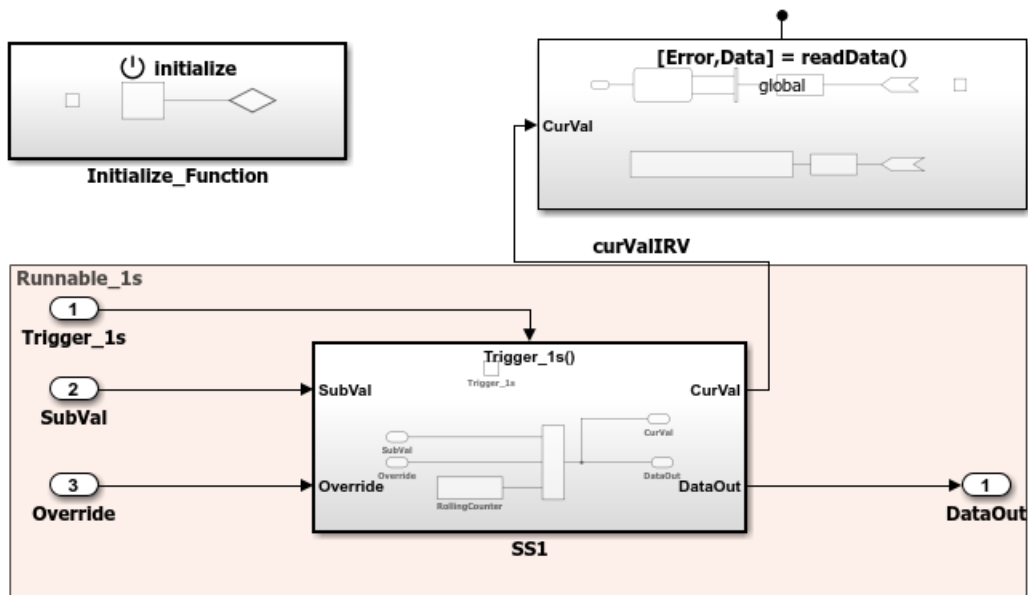 initialize
Initialize_Function
[Error,Data] = readData()
global
CurVal
curValIRV
Runnable_1s
1
Trigger_1s
Trigger_1s()
Trigger_1s
2
SubVal
SubVal
CurVal
CurVal
SubVal
3
Override
Override
Override
RollingCounter
DataOut
DataOut
1
DataOut
SS1